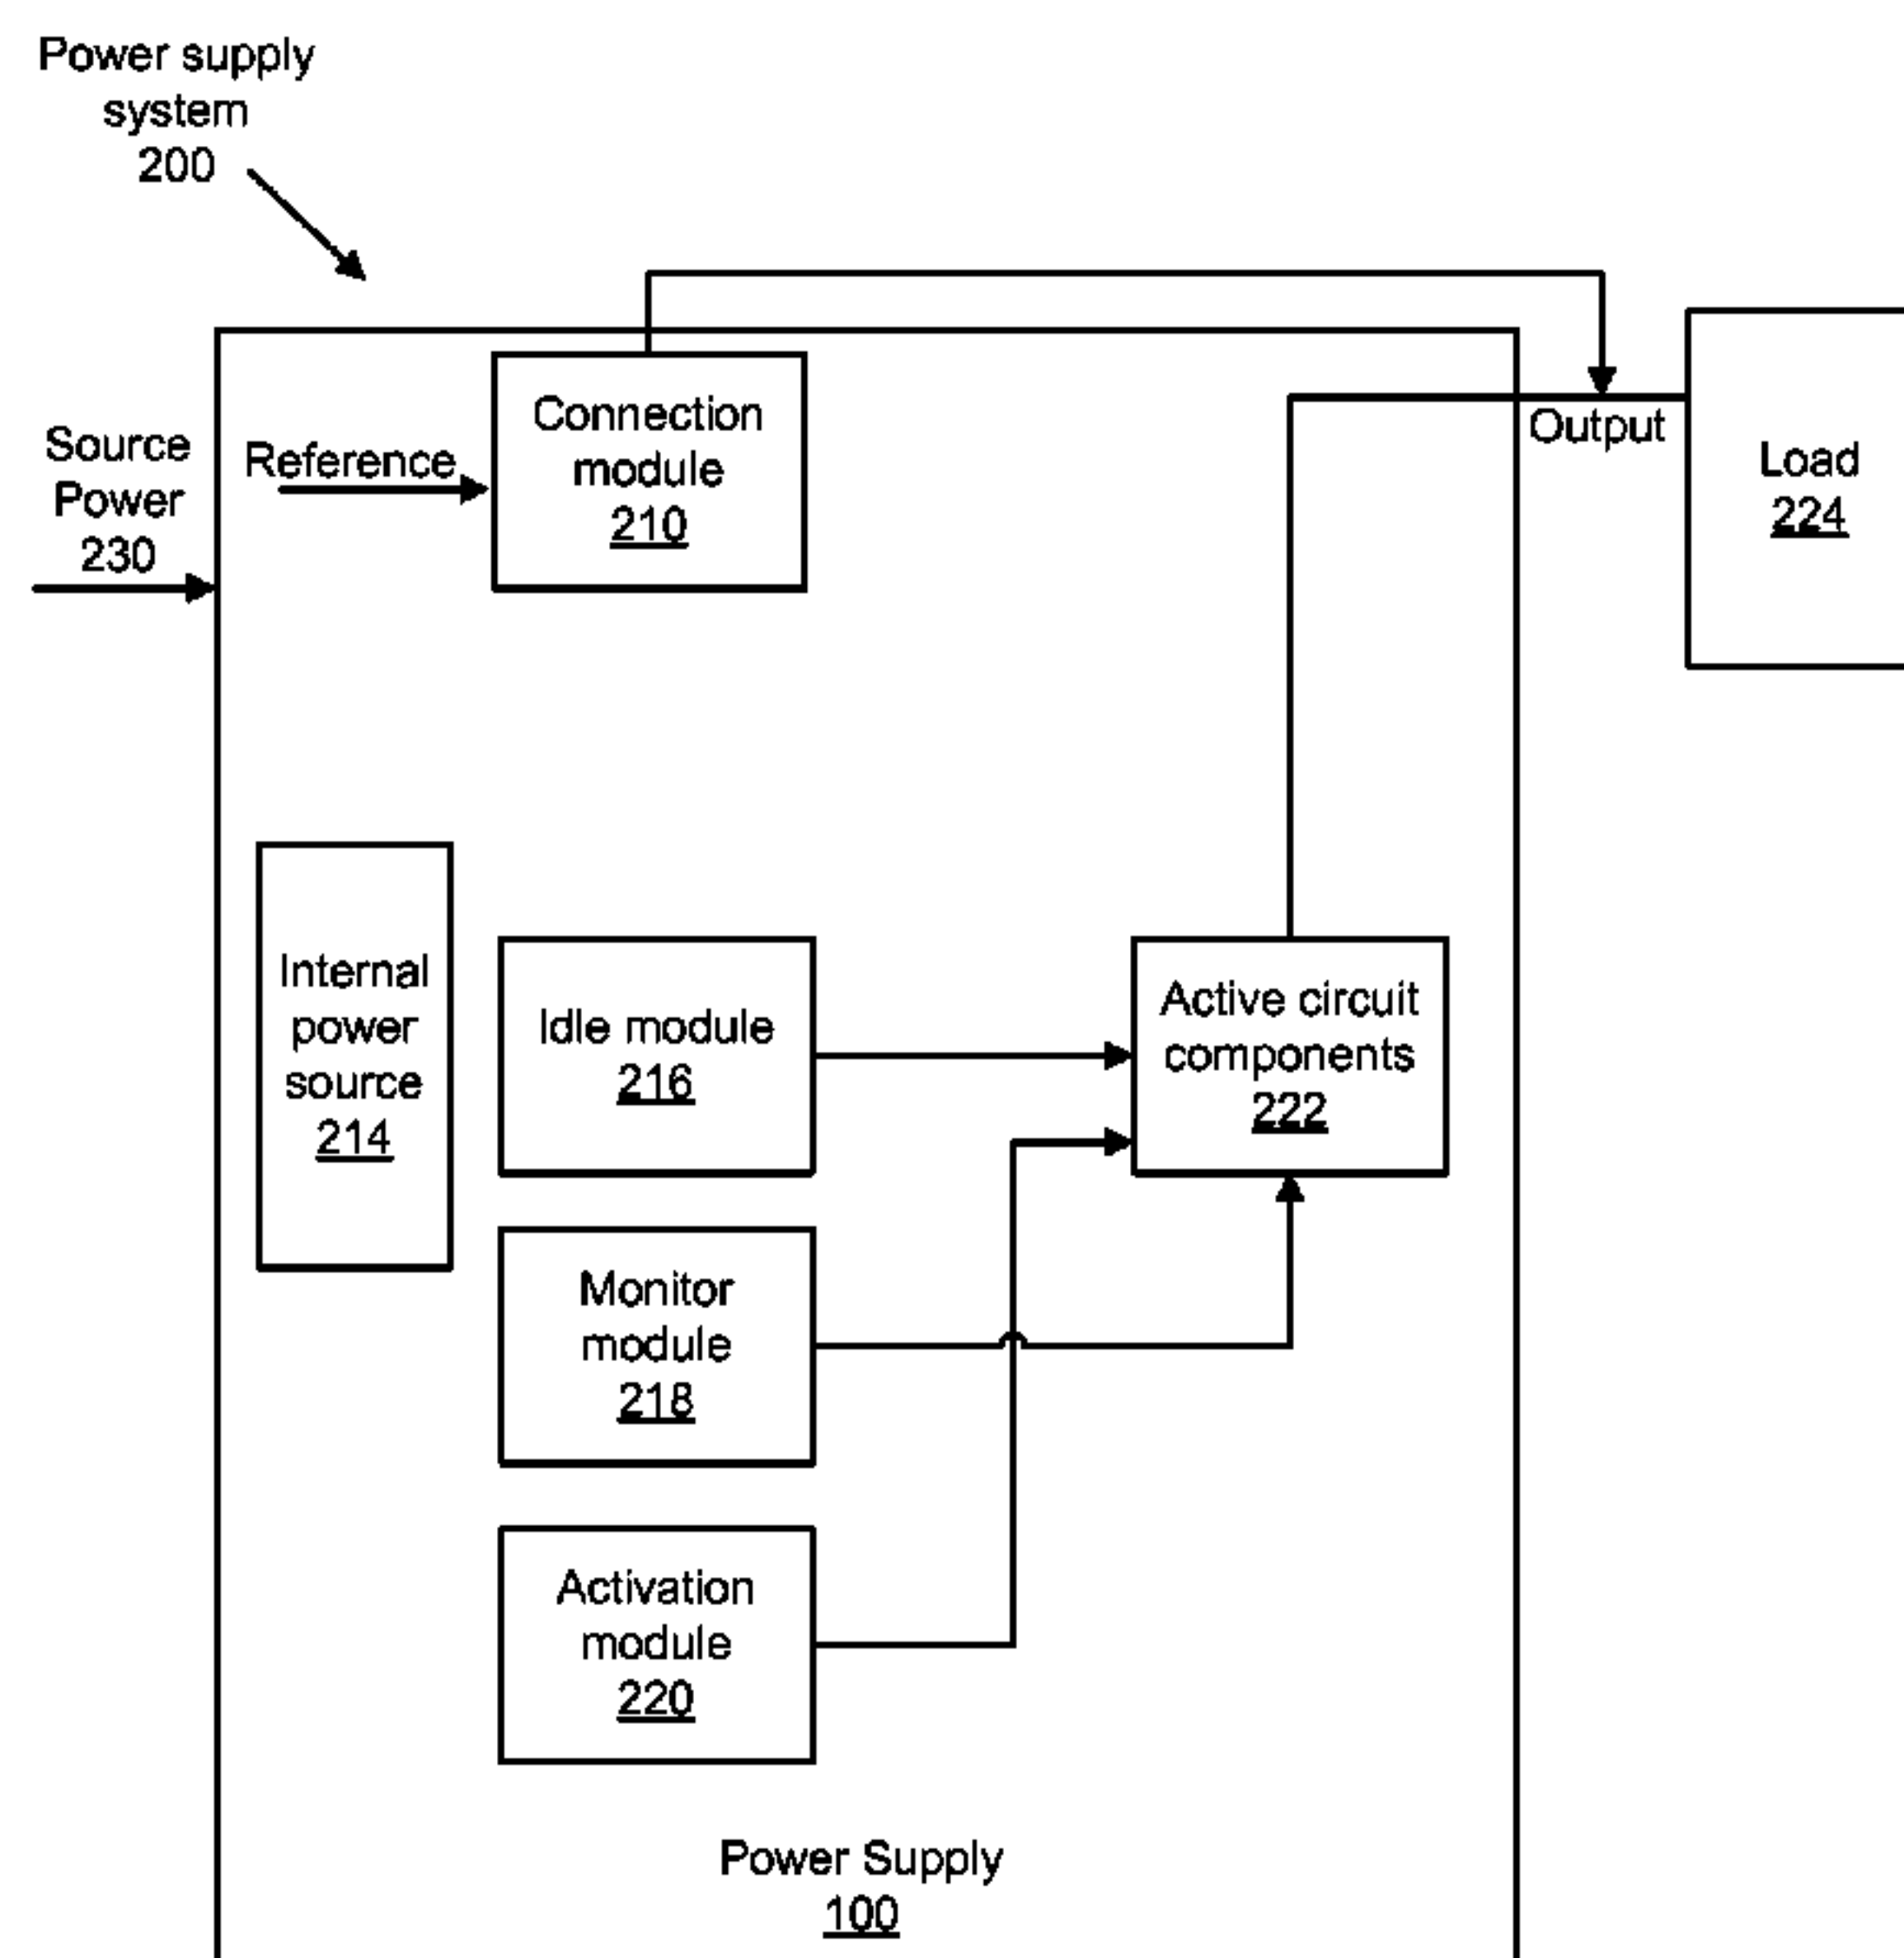 Power supply
system
200
Source
Power
230
Reference
Connection
module
210
Output
Load
224
Internal
power
source
214
Idle module
216
Active circuit
components
222
Monitor
module
218
Activation
module
220
Power Supply
100